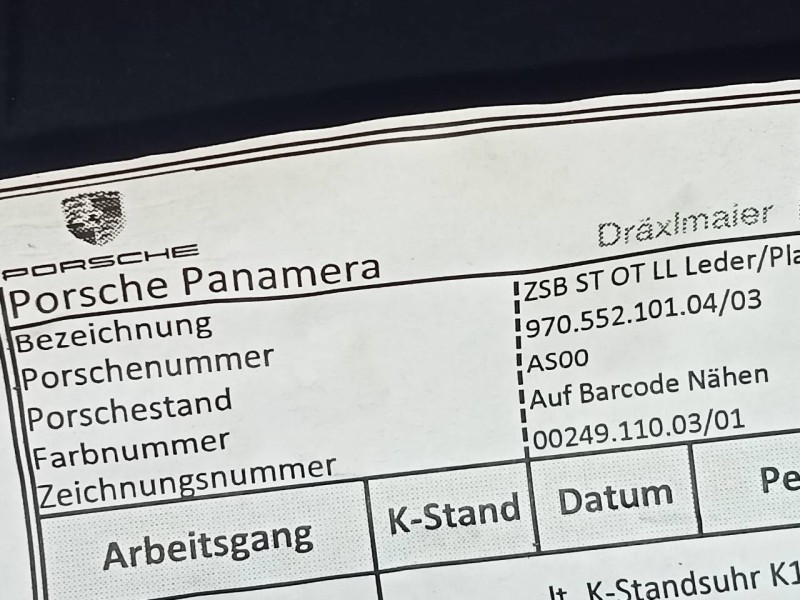 PORSCHE
Dräxlmaier
Porsche Panamera
Bezeichnung ZSB ST OT LL Leder/Pla
Porschenummer 970.552.101.04/03
Porschestand AS00
Farbnummer Auf Barcode Nähen
Zeichnungsnummer 00249.110.03/01
Arbeitsgang K-Stand Datum Pe
lt. K-Standsuhr K1